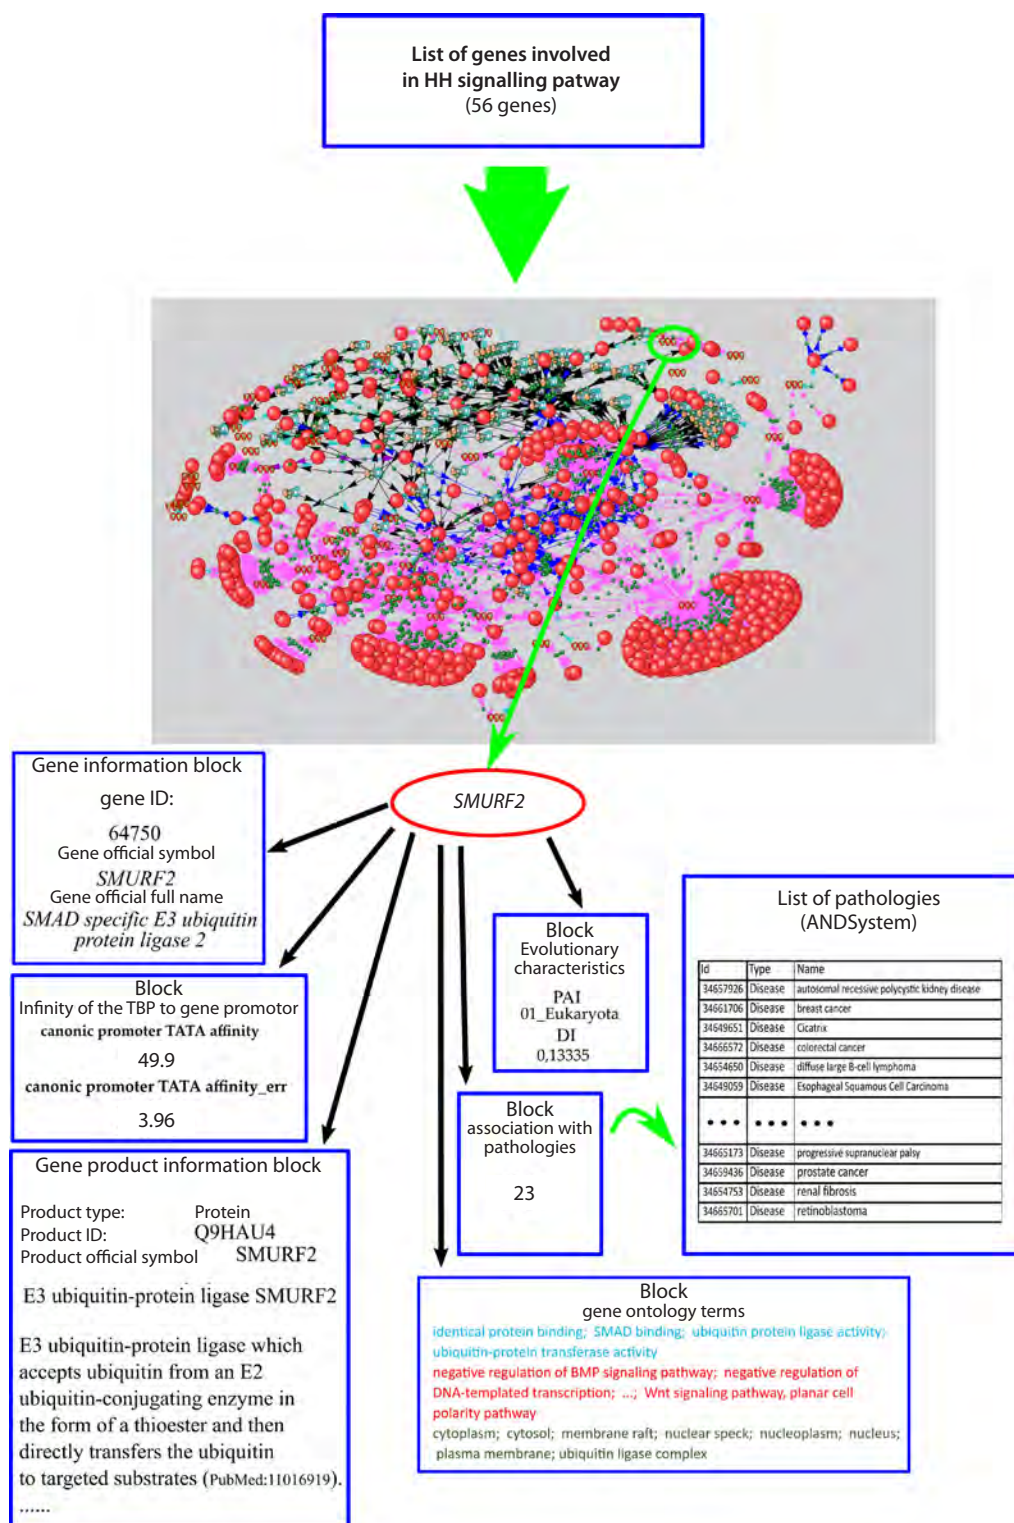 List of genes involved
in HH signalling patway
(56 genes)
SMURF2
Gene information block
gene ID:
64750
Gene official symbol
SMURF2
Gene official full name
SMAD specific E3 ubiquitin
protein ligase 2
Block
Infinity of the TBP to gene promotor
canonic promoter TATA affinity
49.9
canonic promoter TATA affinity_err
3.96
Gene product information block
Product type: Protein
Product ID: Q9HAU4
Product official symbol SMURF2
E3 ubiquitin-protein ligase SMURF2
E3 ubiquitin-protein ligase which
accepts ubiquitin from an E2
ubiquitin-conjugating enzyme in
the form of a thioester and then
directly transfers the ubiquitin
to targeted substrates (PubMed:11016919).
......
Block
Evolutionary
characteristics
PAI
01_Eukaryota
DI
0,13335
Block
association with
pathologies
23
List of pathologies
(ANDSystem)
Id Type Name
34657926 Disease autosomal recessive polycystic kidney disease
34661706 Disease breast cancer
34649651 Disease Cicatrix
34666572 Disease colorectal cancer
34654650 Disease diffuse large B-cell lymphoma
34649059 Disease Esophageal Squamous Cell Carcinoma
... ... ...
34665173 Disease progressive supranuclear palsy
34659436 Disease prostate cancer
34654753 Disease renal fibrosis
34665701 Disease retinoblastoma
Block
gene ontology terms
identical protein binding; SMAD binding; ubiquitin protein ligase activity;
ubiquitin-protein transferase activity
negative regulation of BMP signaling pathway; negative regulation of
DNA-templated transcription; ...; Wnt signaling pathway, planar cell
polarity pathway
cytoplasm; cytosol; membrane raft; nuclear speck; nucleoplasm; nucleus;
plasma membrane; ubiquitin ligase complex